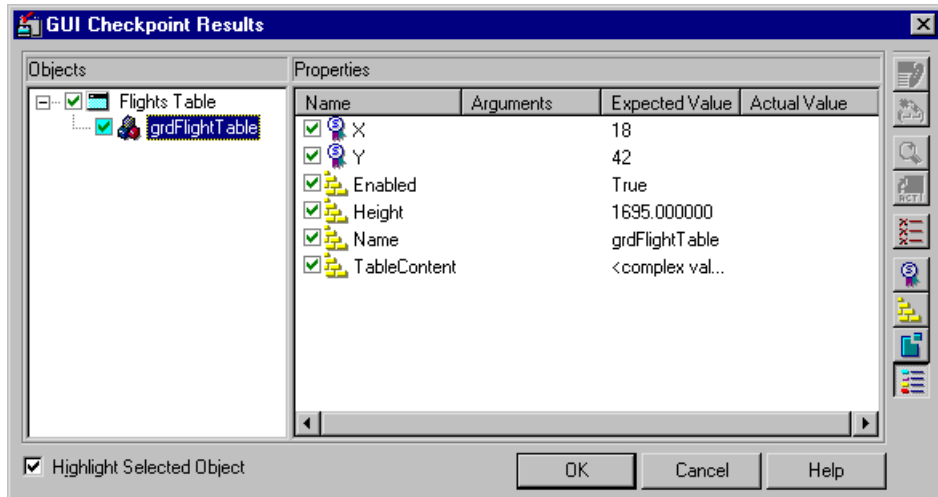 GUI Checkpoint Results
Objects
Properties
Flights Table
grdFlightTable
Name Arguments Expected Value Actual Value
X 18
Y 42
Enabled True
Height 1695.000000
Name grdFlightTable
TableContent <complex val...
ACT!
Highlight Selected Object
OK Cancel Help